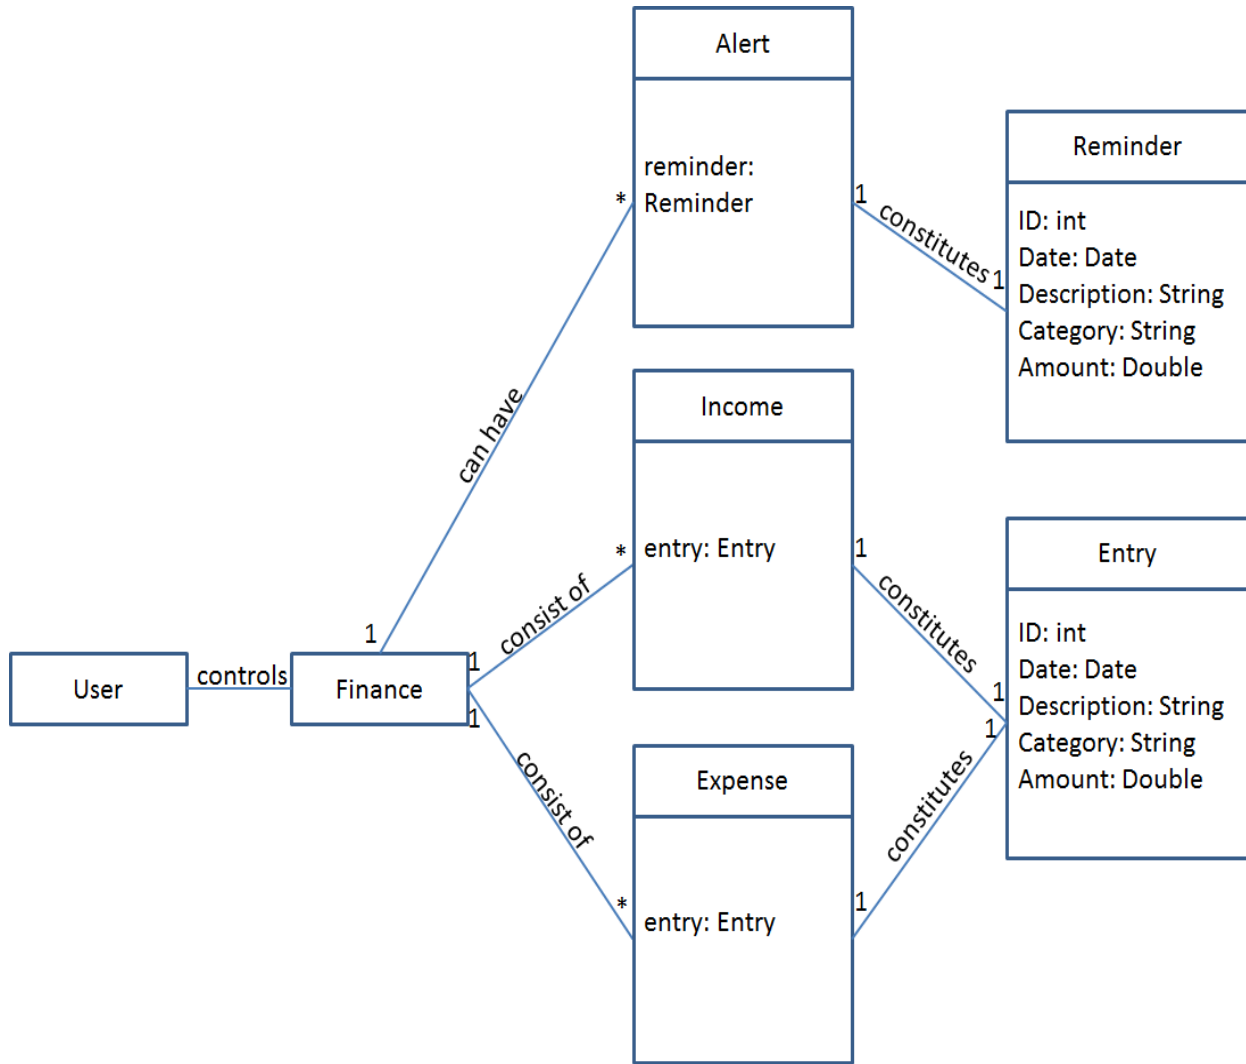 Alert
reminder:
Reminder
*
1
constitutes
1
Reminder
ID: int
Date: Date
Description: String
Category: String
Amount: Double
can have
1
Income
entry: Entry
*
1
consist of
1
constitutes
1
Entry
ID: int
Date: Date
Description: String
Category: String
Amount: Double
User
controls
Finance
1
consist of
*
Expense
entry: Entry
1
constitutes
1